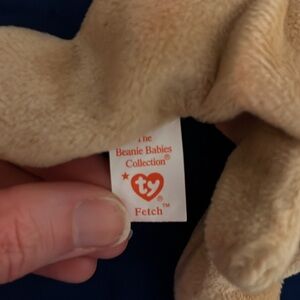 The
Beanie Babies
Collection®
ty
Fetch™